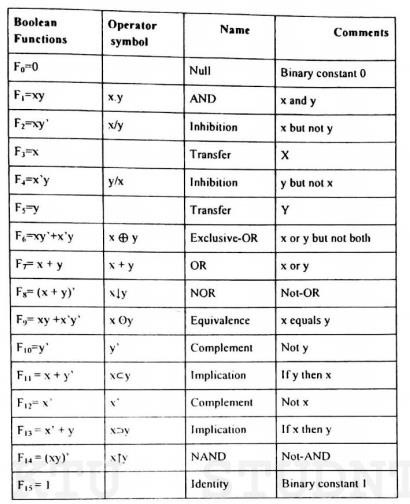 Boolean Functions | Operator symbol | Name | Comments
F₀=0 | | Null | Binary constant 0
F₁=xy | x.y | AND | x and y
F₂=xy' | x/y | Inhibition | x but not y
F₃=x | | Transfer | X
F₄=x'y | y/x | Inhibition | y but not x
F₅=y | | Transfer | Y
F₆=xy'+x'y | x ⊕ y | Exclusive-OR | x or y but not both
F₇= x + y | x + y | OR | x or y
F₈= (x + y)' | x↓y | NOR | Not-OR
F₉= xy +x'y' | x ʘy | Equivalence | x equals y
F₁₀=y' | y' | Complement | Not y
F₁₁ = x + y' | x⊂y | Implication | If y then x
F₁₂= x' | x' | Complement | Not x
F₁₃ = x' + y | x⊃y | Implication | If x then y
F₁₄ = (xy)' | x↑y | NAND | Not-AND
F₁₅ = 1 | | Identity | Binary constant 1